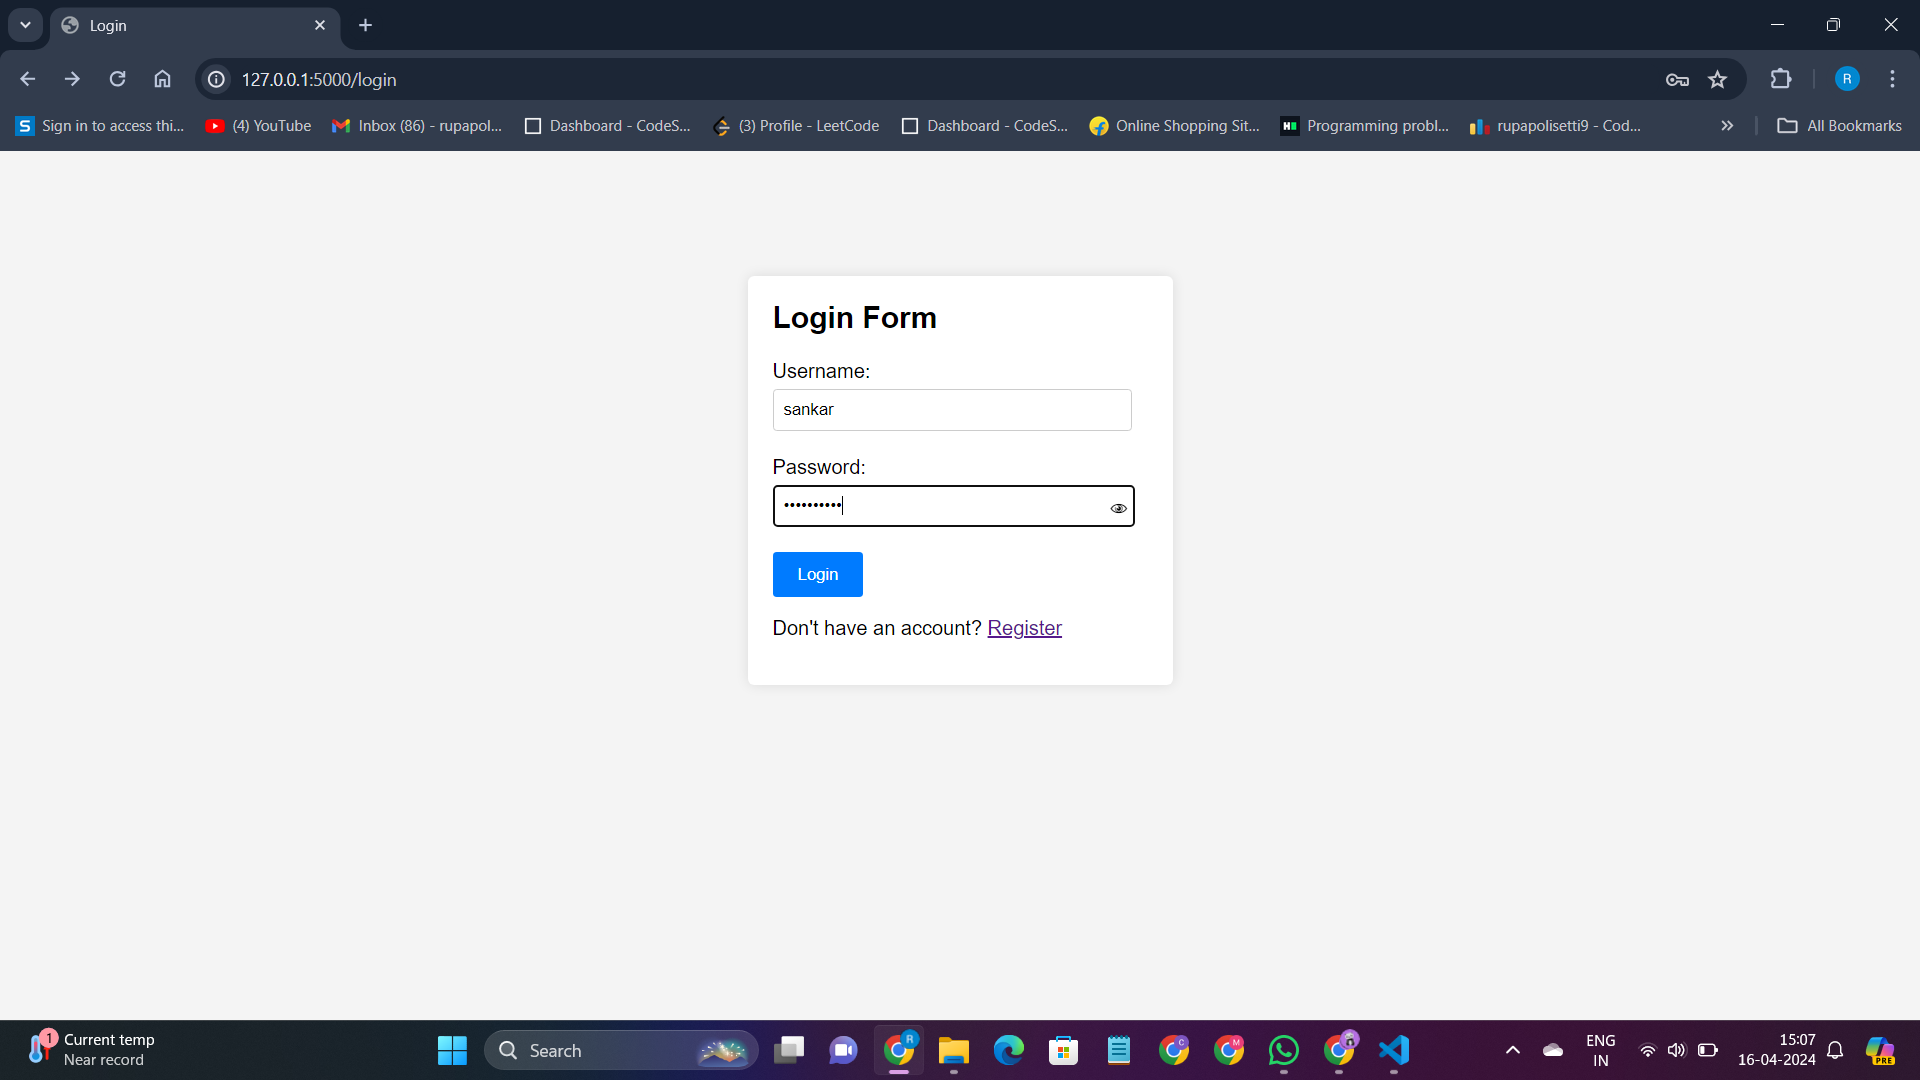 Login
127.0.0.1:5000/login
Sign in to access thi...
(4) YouTube
Inbox (86) - rupapol...
Dashboard - CodeS...
(3) Profile - LeetCode
Dashboard - CodeS...
Online Shopping Sit...
Programming probl...
rupapolisetti9 - Cod...
All Bookmarks
Login Form
Username:
sankar
Password:
••••••••••
Login
Don't have an account? Register
1
Current temp
Near record
Search
ENG
IN
15:07
16-04-2024
PRE